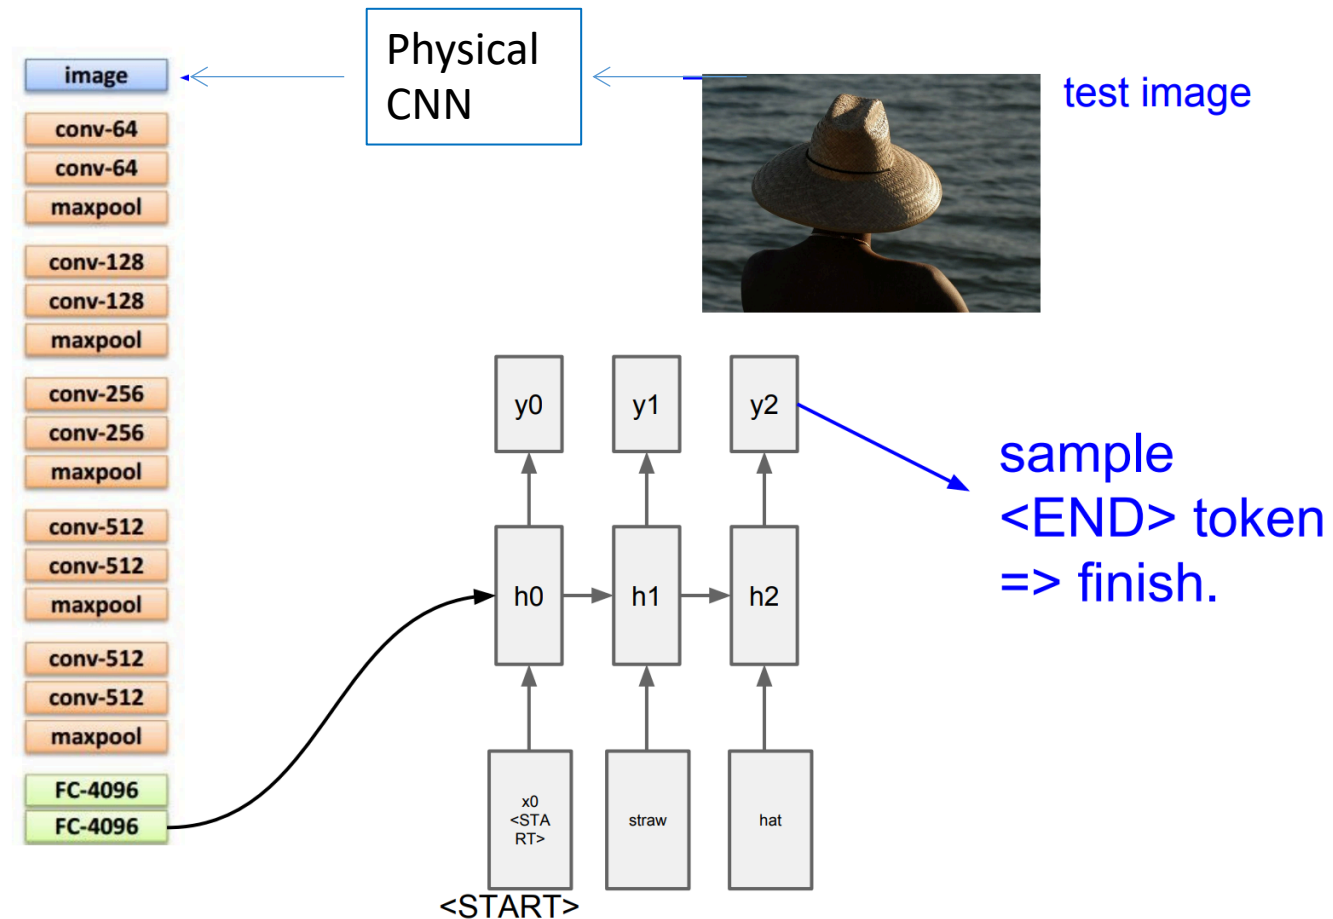 Physical
CNN
test image
image
conv-64
conv-64
maxpool
conv-128
conv-128
maxpool
conv-256
conv-256
maxpool
conv-512
conv-512
maxpool
conv-512
conv-512
maxpool
FC-4096
FC-4096
y0
y1
y2
sample
<END> token
=> finish.
h0
h1
h2
x0
<STA
RT>
straw
hat
<START>